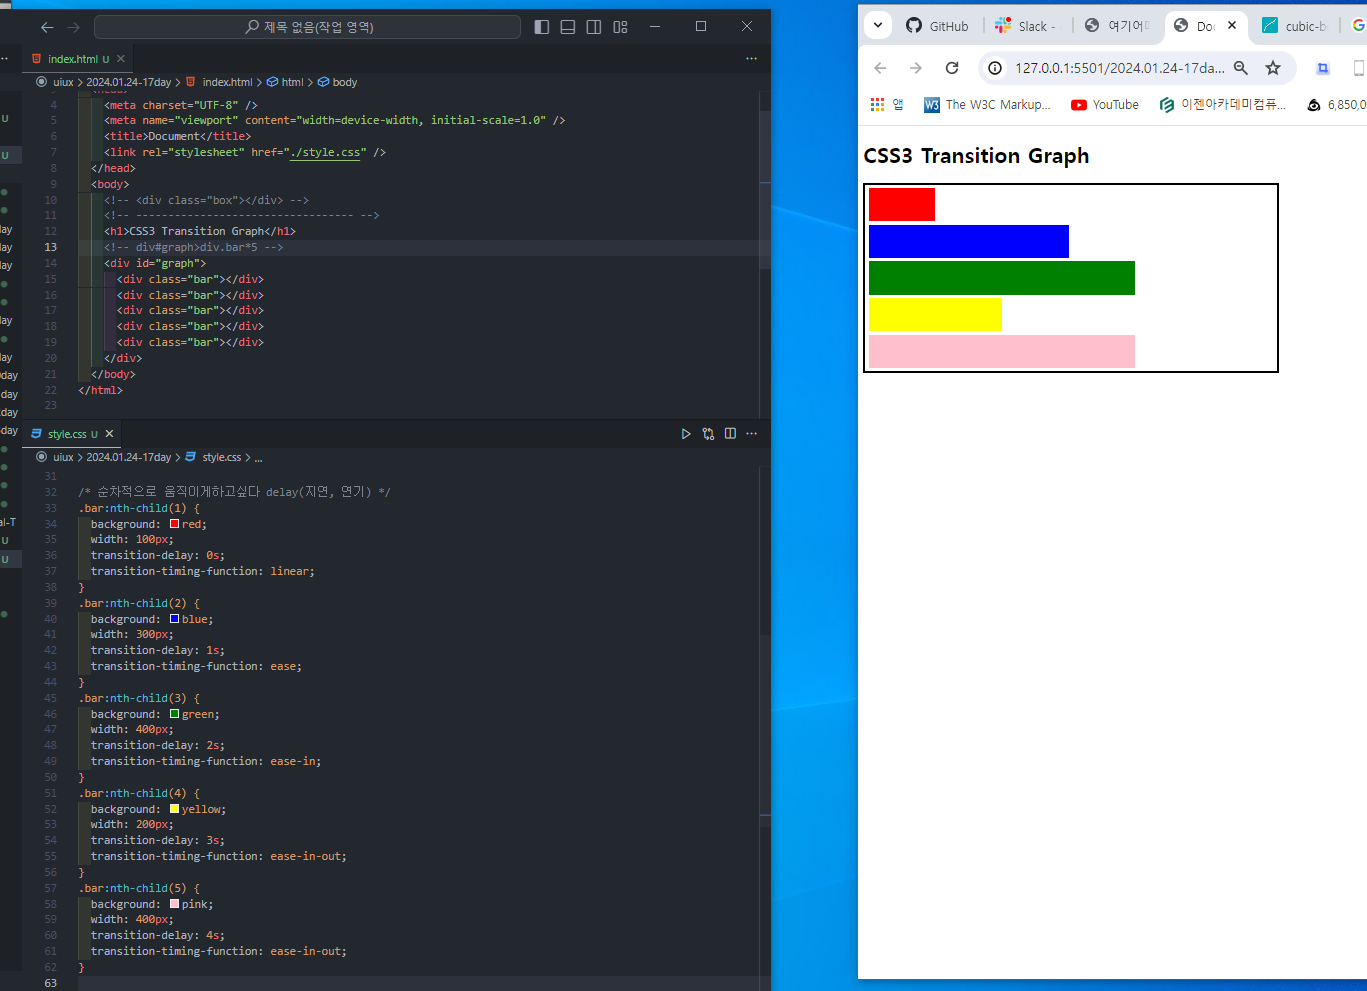 제목 없음(작업 영역)
index.html U
uiux > 2024.01.24-17day > index.html > html > body
4 <meta charset="UTF-8" />
5 <meta name="viewport" content="width=device-width, initial-scale=1.0" />
6 <title>Document</title>
7 <link rel="stylesheet" href="./style.css" />
8 </head>
9 <body>
10 <!-- <div class="box"></div> -->
11 <!-- ---------------------------------- -->
12 <h1>CSS3 Transition Graph</h1>
13 <!-- div#graph>div.bar*5 -->
14 <div id="graph">
15 <div class="bar"></div>
16 <div class="bar"></div>
17 <div class="bar"></div>
18 <div class="bar"></div>
19 <div class="bar"></div>
20 </div>
21 </body>
22 </html>
23
style.css U
uiux > 2024.01.24-17day > style.css > ...
31
32 /* 순차적으로 움직이게하고싶다 delay(지연, 연기) */
33 .bar:nth-child(1) {
34 background: red;
35 width: 100px;
36 transition-delay: 0s;
37 transition-timing-function: linear;
38 }
39 .bar:nth-child(2) {
40 background: blue;
41 width: 300px;
42 transition-delay: 1s;
43 transition-timing-function: ease;
44 }
45 .bar:nth-child(3) {
46 background: green;
47 width: 400px;
48 transition-delay: 2s;
49 transition-timing-function: ease-in;
50 }
51 .bar:nth-child(4) {
52 background: yellow;
53 width: 200px;
54 transition-delay: 3s;
55 transition-timing-function: ease-in-out;
56 }
57 .bar:nth-child(5) {
58 background: pink;
59 width: 400px;
60 transition-delay: 4s;
61 transition-timing-function: ease-in-out;
62 }
63
GitHub Slack - 여기어 Doc cubic-b
127.0.0.1:5501/2024.01.24-17da...
앱 The W3C Markup... YouTube 이젠아카데미컴퓨... 6,850,0
CSS3 Transition Graph